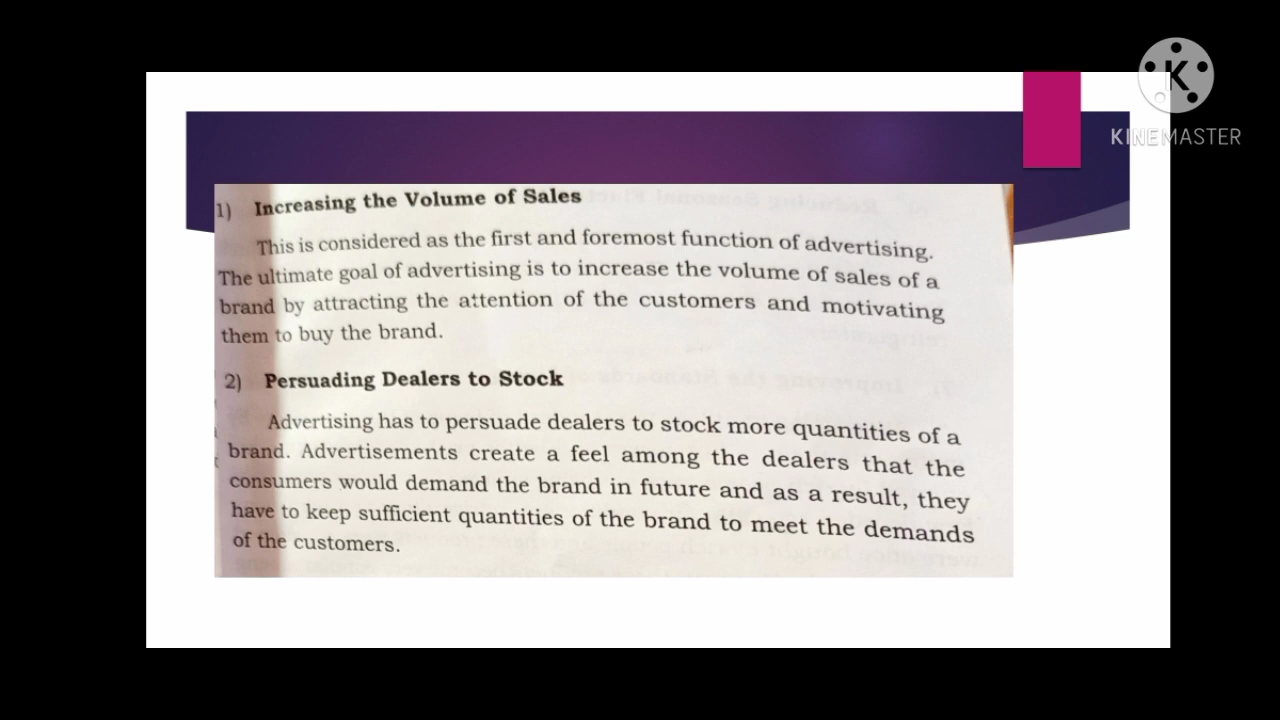 K
KINEMASTER
1) Increasing the Volume of Sales
This is considered as the first and foremost function of advertising.
The ultimate goal of advertising is to increase the volume of sales of a
brand by attracting the attention of the customers and motivating
them to buy the brand.
2) Persuading Dealers to Stock
Advertising has to persuade dealers to stock more quantities of a
brand. Advertisements create a feel among the dealers that the
consumers would demand the brand in future and as a result, they
have to keep sufficient quantities of the brand to meet the demands
of the customers.